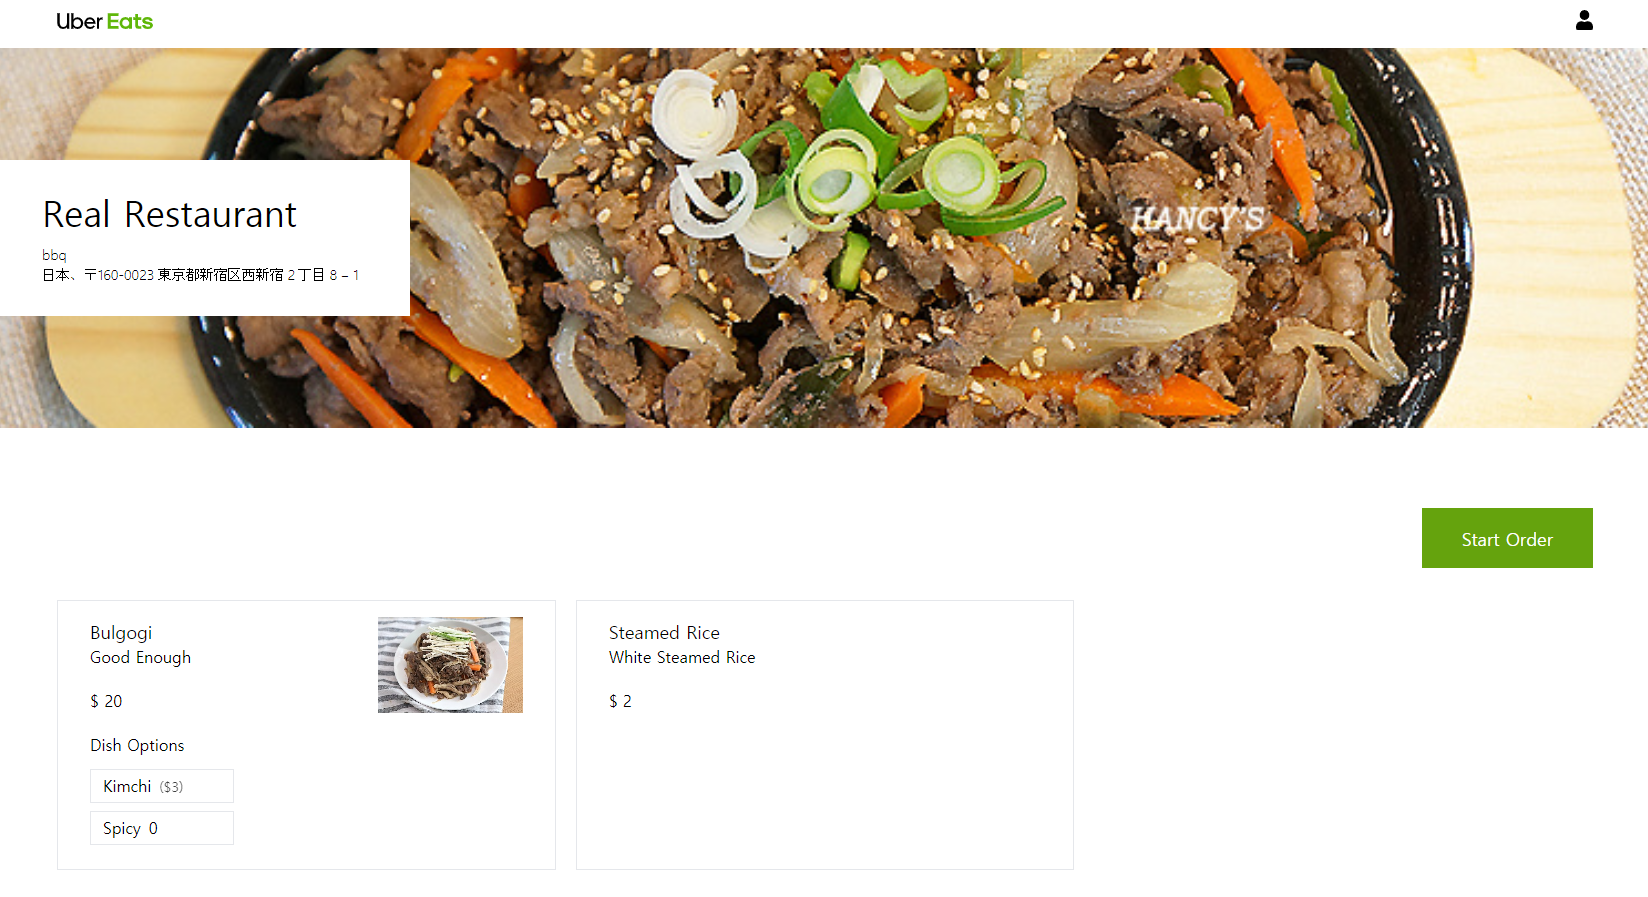 Uber Eats
HANCY'S
Real Restaurant
bbq
日本、〒160-0023 東京都新宿区西新宿２丁目８−１
Start Order
Bulgogi
Good Enough
$ 20
Dish Options
Kimchi ($3)
Spicy 0
Steamed Rice
White Steamed Rice
$ 2